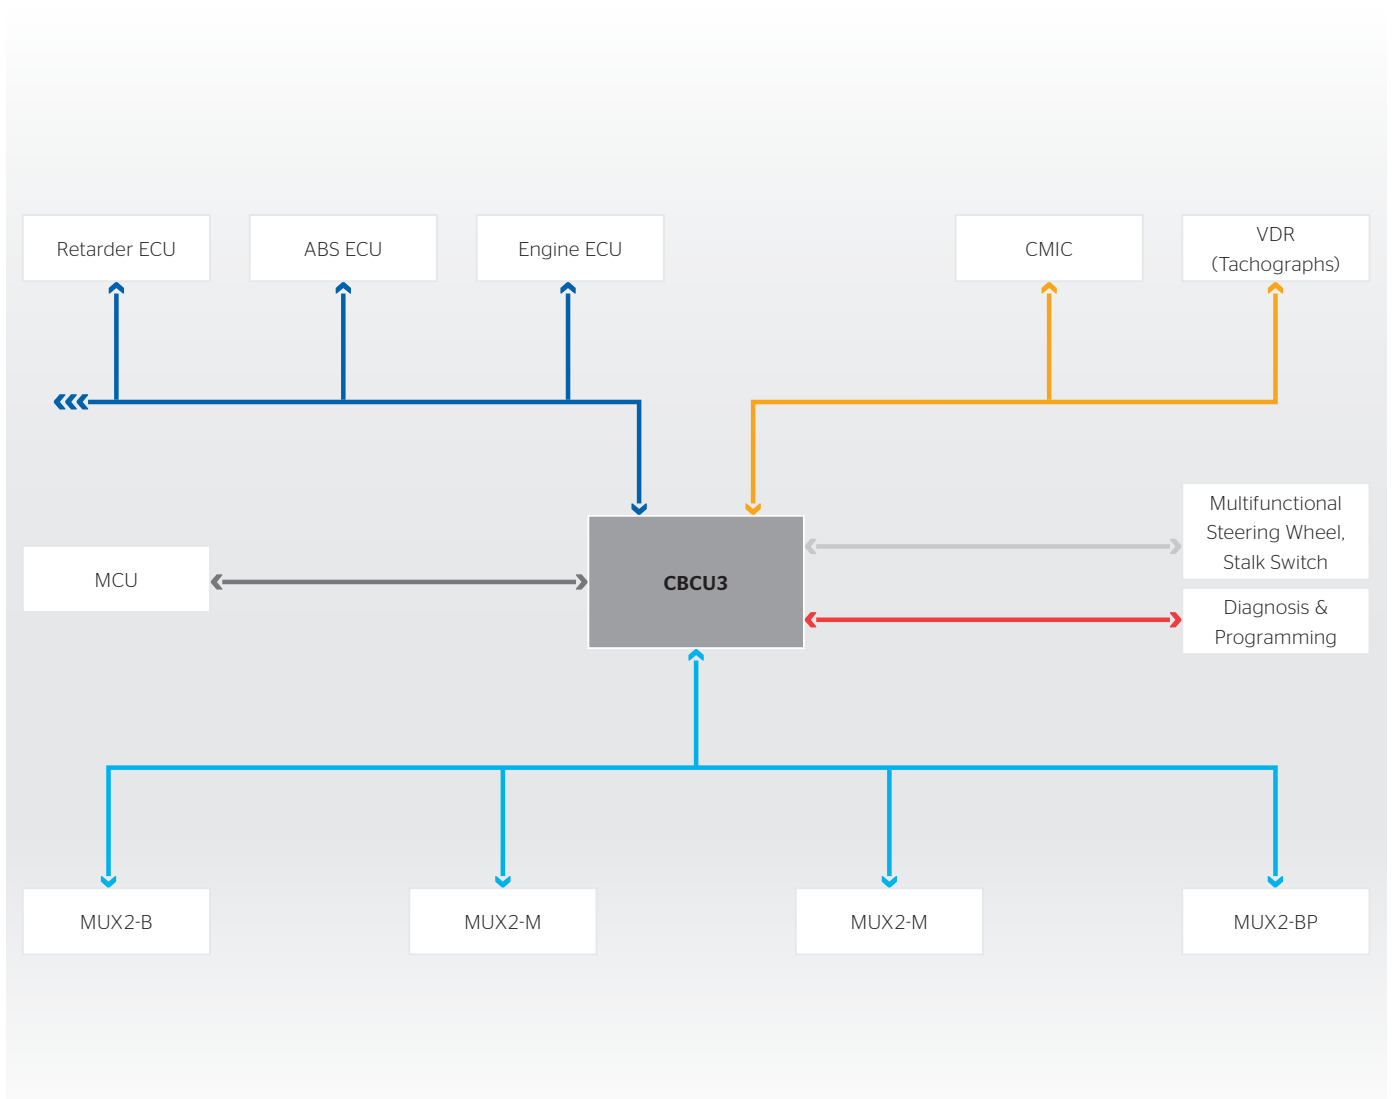 Retarder ECU
ABS ECU
Engine ECU
CMIC
VDR
(Tachographs)
Multifunctional
Steering Wheel,
Stalk Switch
MCU
CBCU3
Diagnosis &
Programming
MUX2-B
MUX2-M
MUX2-M
MUX2-BP